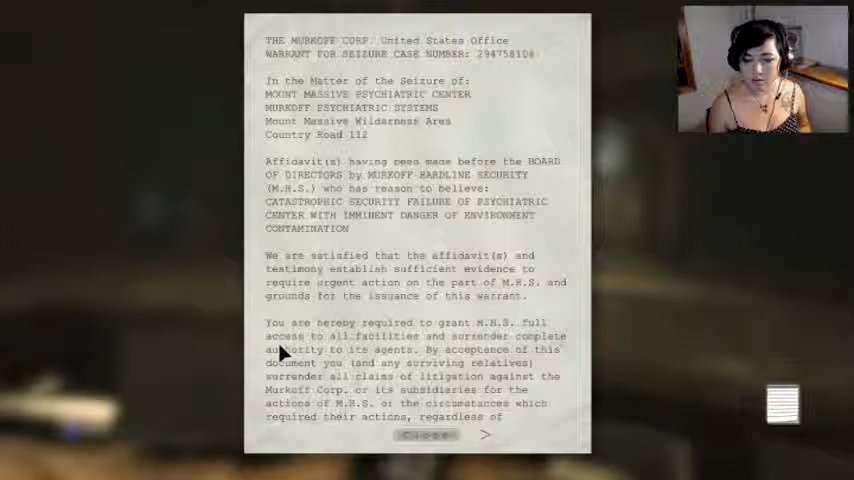 THE MURKOFF CORP. United States Office
WARRANT FOR SEIZURE CASE NUMBER: 294758108
In the Matter of the Seizure of:
MOUNT MASSIVE PSYCHIATRIC CENTER
MURKOFF PSYCHIATRIC SYSTEMS
Mount Massive Wilderness Area
Country Road 112
Affidavit(s) having been made before the BOARD
OF DIRECTORS by MURKOFF HARDLINE SECURITY
(M.H.S.) who has reason to believe:
CATASTROPHIC SECURITY FAILURE OF PSYCHIATRIC
CENTER WITH IMMINENT DANGER OF ENVIRONMENT
CONTAMINATION
We are satisfied that the affidavit(s) and
testimony establish sufficient evidence to
require urgent action on the part of M.H.S. and
grounds for the issuance of this warrant.
You are hereby required to grant M.H.S. full
access to all facilities and surrender complete
authority to its agents. By acceptance of this
document you (and any surviving relatives)
surrender all claims of litigation against the
Murkoff Corp. or its subsidiaries for the
actions of M.H.S. or the circumstances which
required their actions, regardless of
Close >